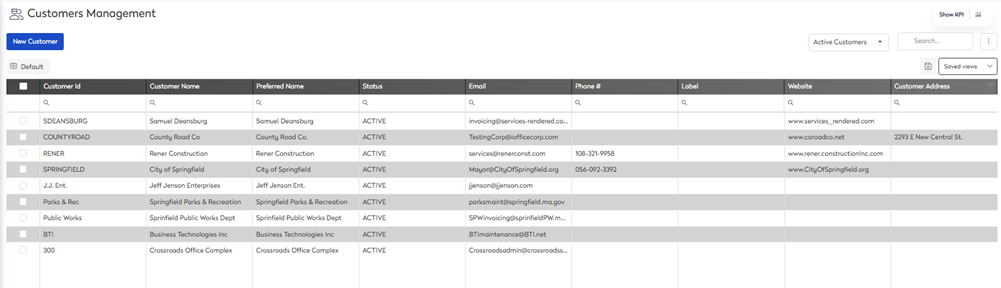 Customers Management
Show KPI
New Customer
Active Customers
Search...
Default
Saved views
Customer Id Customer Name Preferred Name Status Email Phone # Label Website Customer Address
SDEANSBURG Samuel Deansburg Samuel Deansburg ACTIVE invoicing@services-rendered.co... www.services_rendered.com
COUNTYROAD County Road Co County Road Co. ACTIVE TestingCorp@iofficecorp.com www.coroadco.net 2293 E New Central St.
RENER Rener Construction Rener Construction ACTIVE services@renerconst.com 108-321-9958 www.rener.constructionInc.com
SPRINGFIELD City of Springfield City of Springfield ACTIVE Mayor@CityOfSpringfield.org 056-092-3392 www.CityOfSpringfield.org
J.J. Ent. Jeff Jenson Enterprises Jeff Jenson Ent. ACTIVE jjenson@jjenson.com
Parks & Rec Springfield Parks & Recreation Springfield Parks & Recreation ACTIVE parksmaint@springfield.ma.gov
Public Works Sprinfield Public Works Dept Sprinfield Public Works Dept ACTIVE SPWinvoicing@sprinfieldPW.m...
BTI Business Technologies Inc Business Technologies Inc ACTIVE BTImaintenance@BTI.net
300 Crossroads Office Complex Crossroads Office Complex ACTIVE Crossroadsadmin@crossroadss...